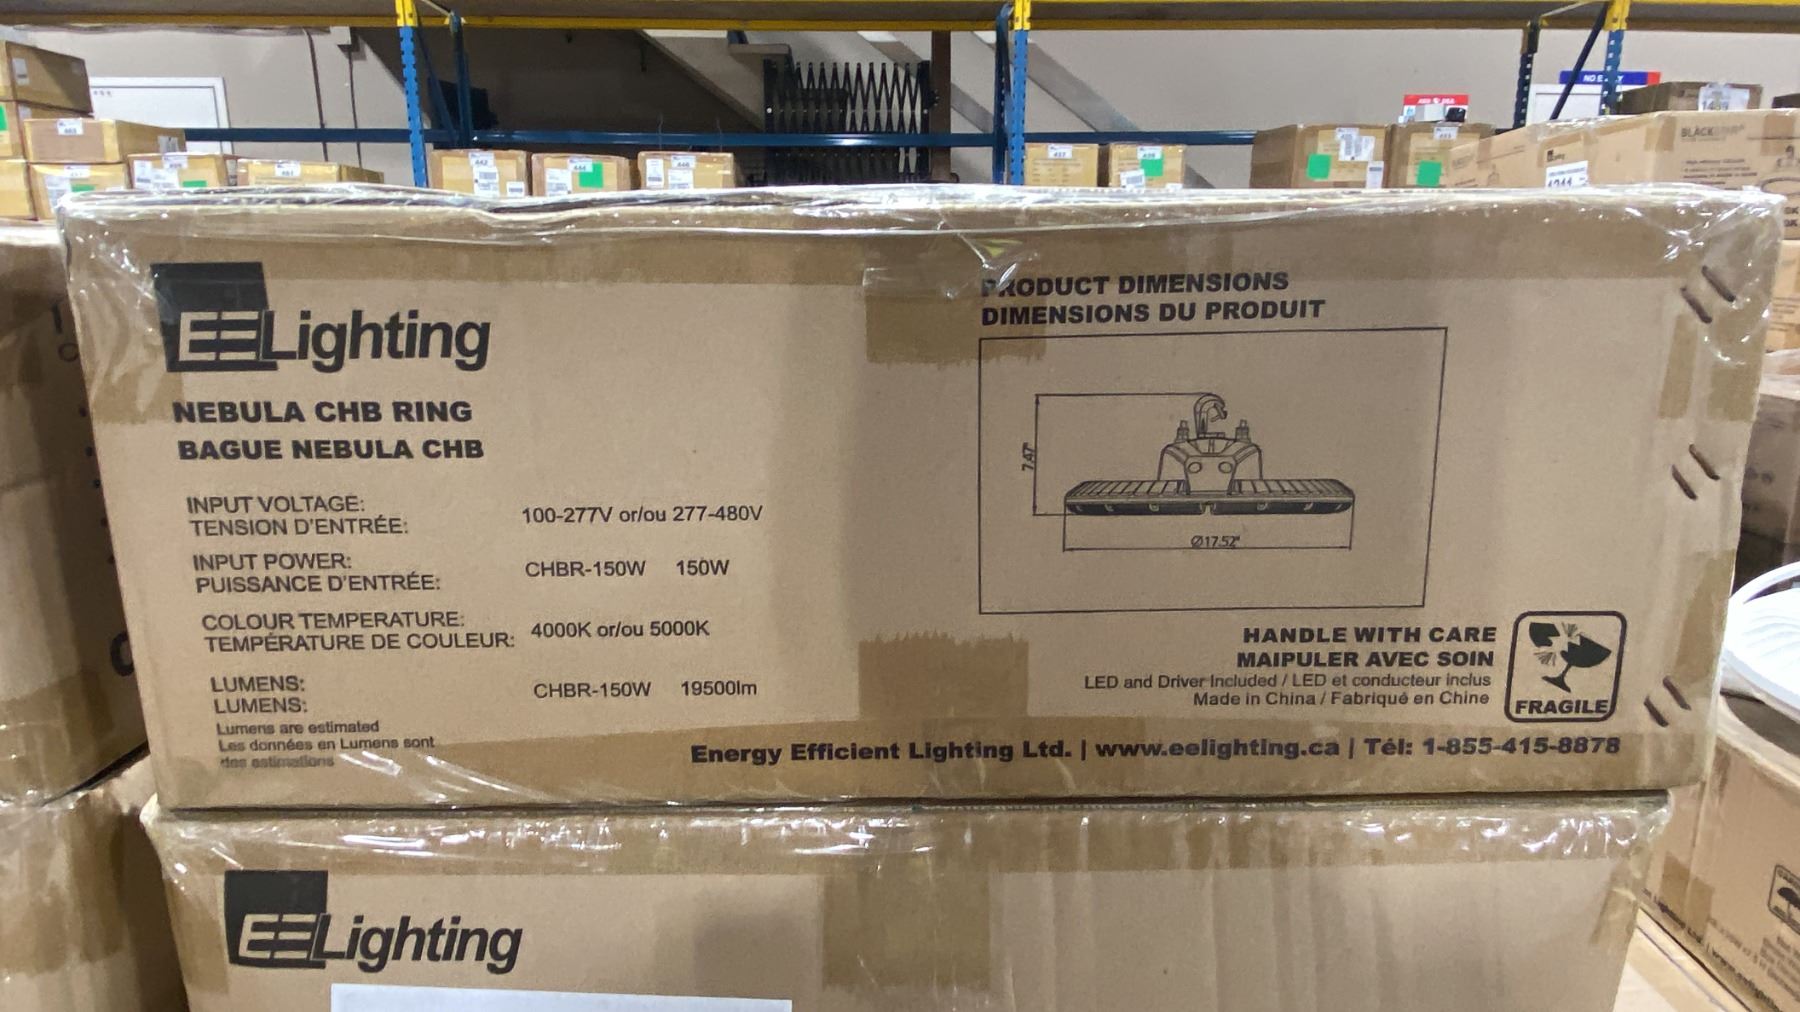 EELighting
NEBULA CHB RING
BAGUE NEBULA CHB
INPUT VOLTAGE:
TENSION D'ENTRÉE:
100-277V or/ou 277-480V
INPUT POWER:
PUISSANCE D'ENTRÉE:
CHBR-150W 150W
COLOUR TEMPERATURE:
TEMPÉRATURE DE COULEUR:
4000K or/ou 5000K
LUMENS:
LUMENS:
CHBR-150W 19500lm
Lumens are estimated
Les données en Lumens sont
des estimations
PRODUCT DIMENSIONS
DIMENSIONS DU PRODUIT
7.47"
Ø17.52"
HANDLE WITH CARE
MAIPULER AVEC SOIN
LED and Driver Included / LED et conducteur inclus
Made in China / Fabriqué en Chine
FRAGILE
Energy Efficient Lighting Ltd. | www.eelighting.ca | Tél: 1-855-415-8878
EELighting
BLACK
442
444
446